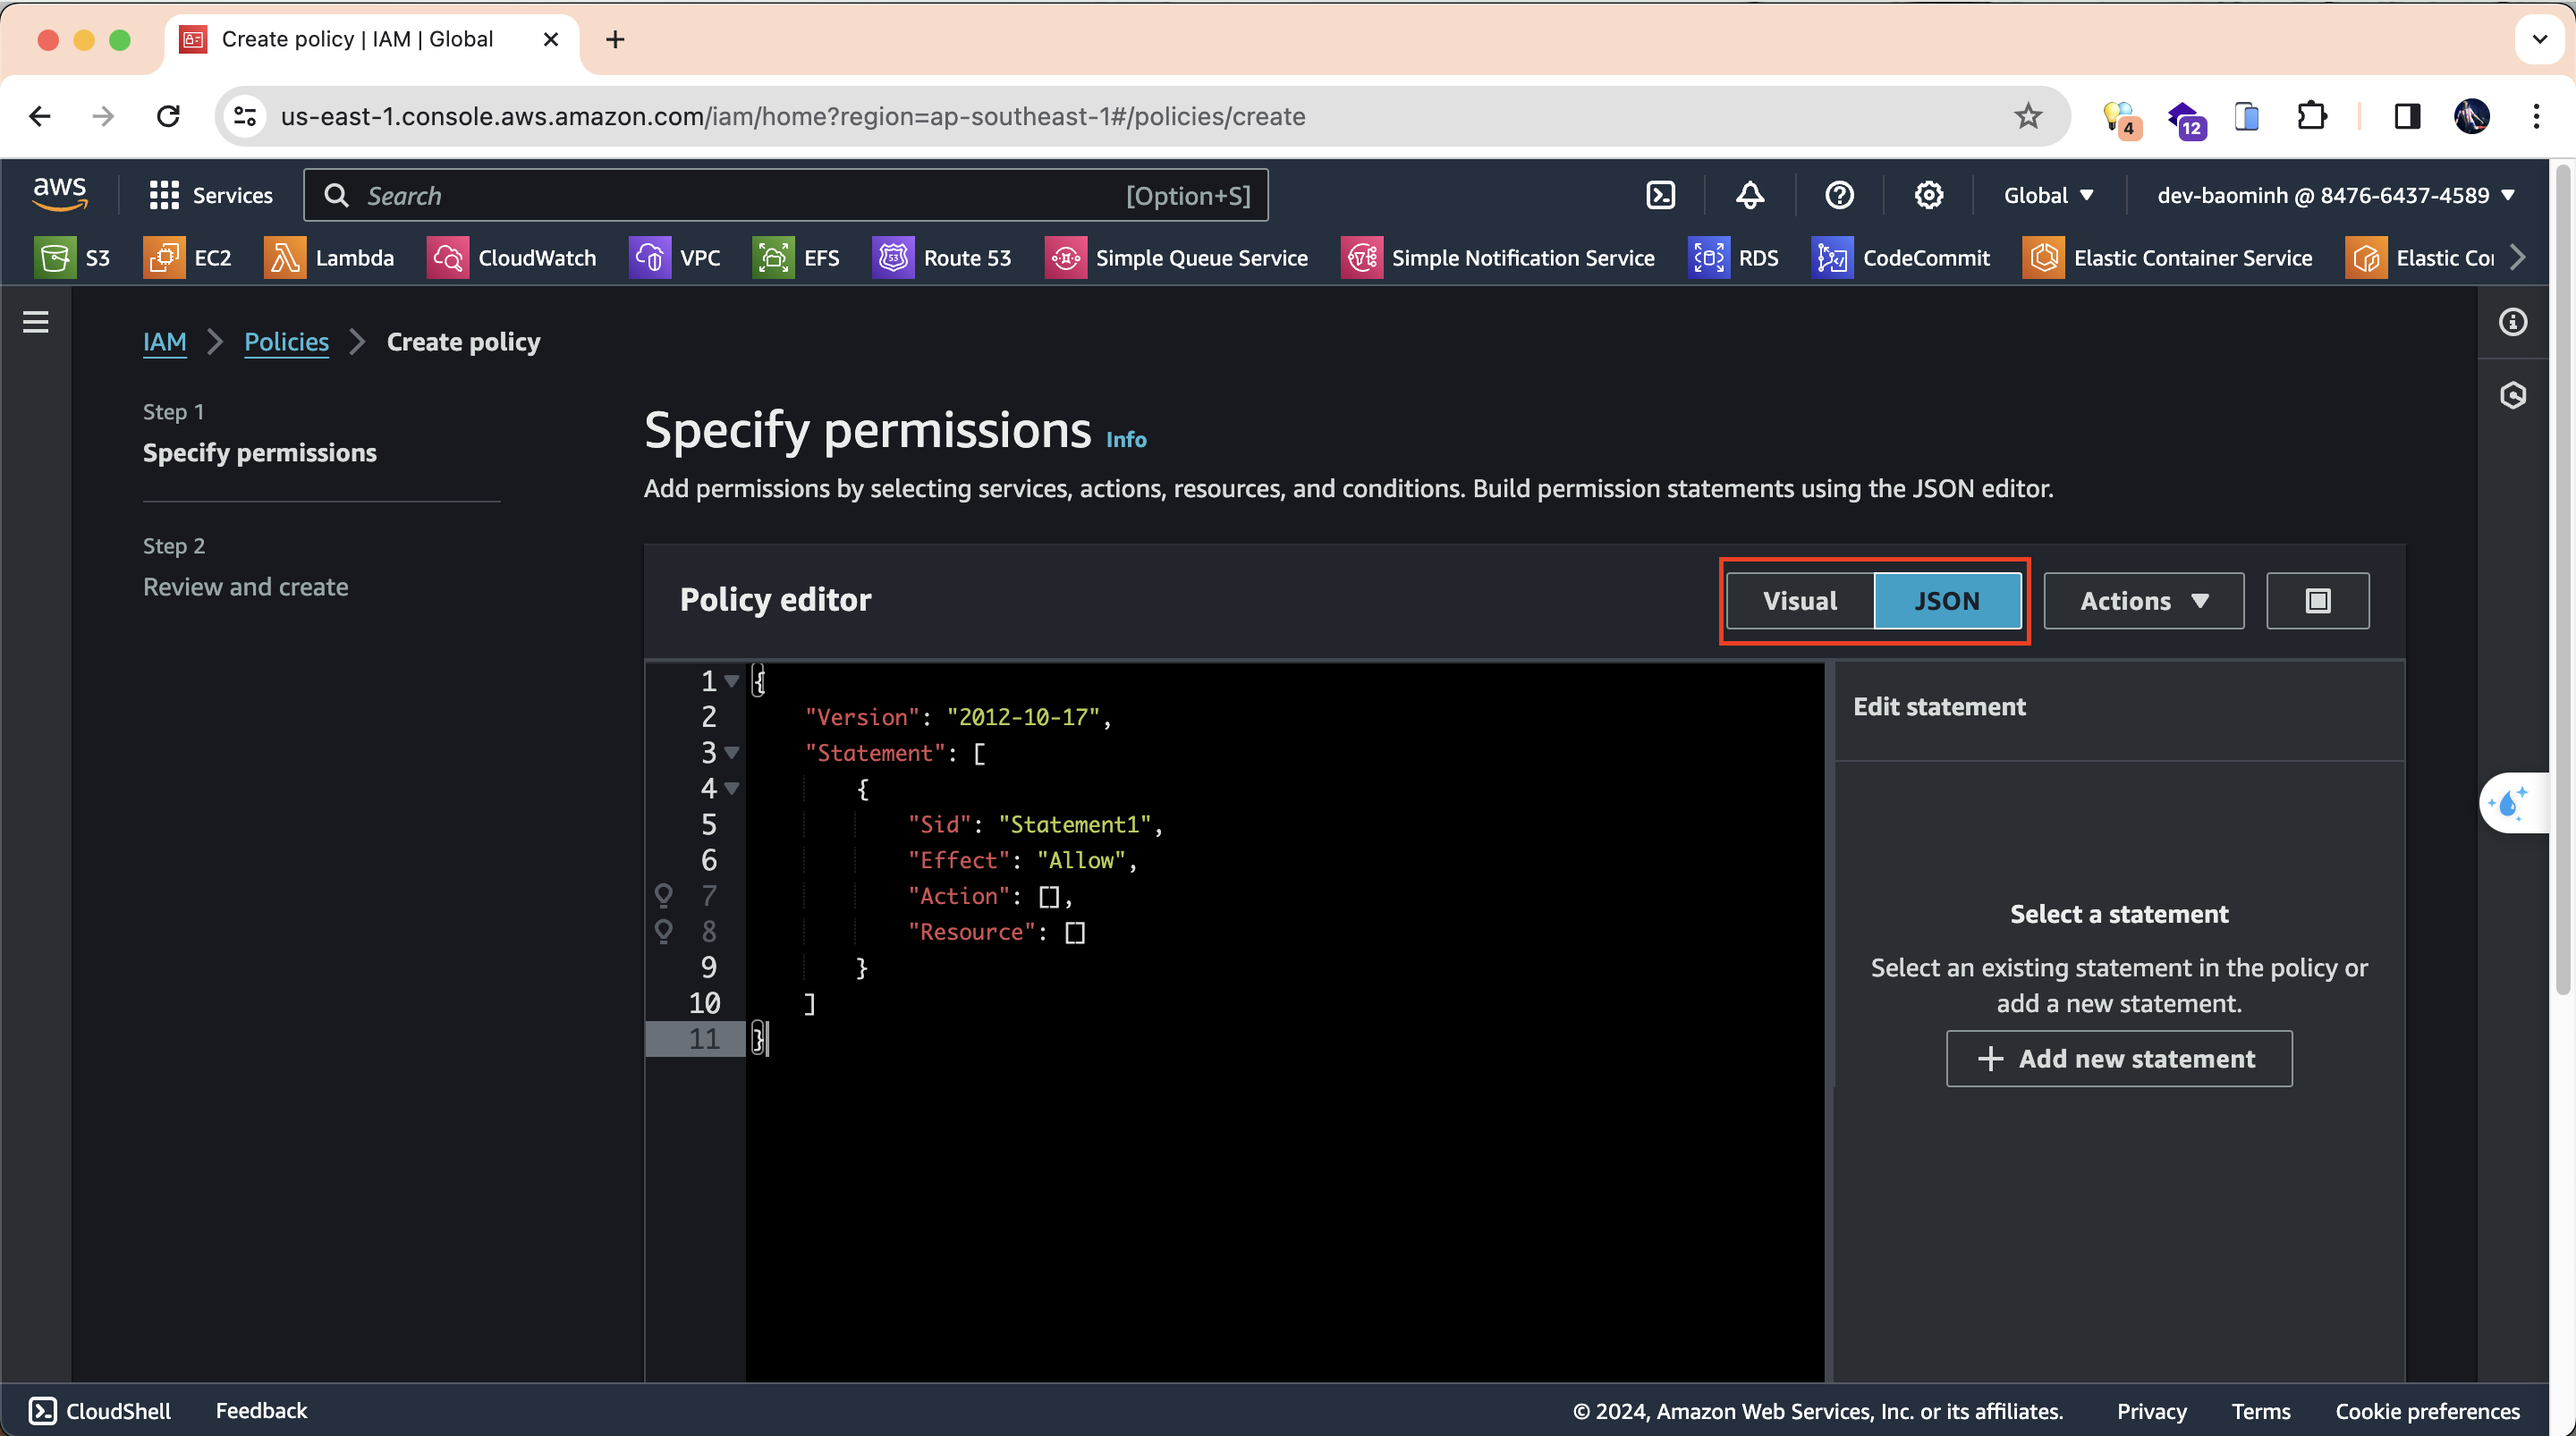 Create policy | IAM | Global
us-east-1.console.aws.amazon.com/iam/home?region=ap-southeast-1#/policies/create
4
12
aws
Services
Search
[Option+S]
Global
dev-baominh @ 8476-6437-4589
S3
EC2
Lambda
CloudWatch
VPC
EFS
53
Route 53
Simple Queue Service
Simple Notification Service
RDS
CodeCommit
Elastic Container Service
Elastic Co
IAM
Policies
Create policy
Step 1
Specify permissions
Step 2
Review and create
Specify permissions Info
Add permissions by selecting services, actions, resources, and conditions. Build permission statements using the JSON editor.
Policy editor
Visual
JSON
Actions
1 {
2 "Version": "2012-10-17",
3 "Statement": [
4 {
5 "Sid": "Statement1",
6 "Effect": "Allow",
7 "Action": [],
8 "Resource": []
9 }
10 ]
11 }
Edit statement
Select a statement
Select an existing statement in the policy or
add a new statement.
+ Add new statement
CloudShell
Feedback
© 2024, Amazon Web Services, Inc. or its affiliates.
Privacy
Terms
Cookie preferences